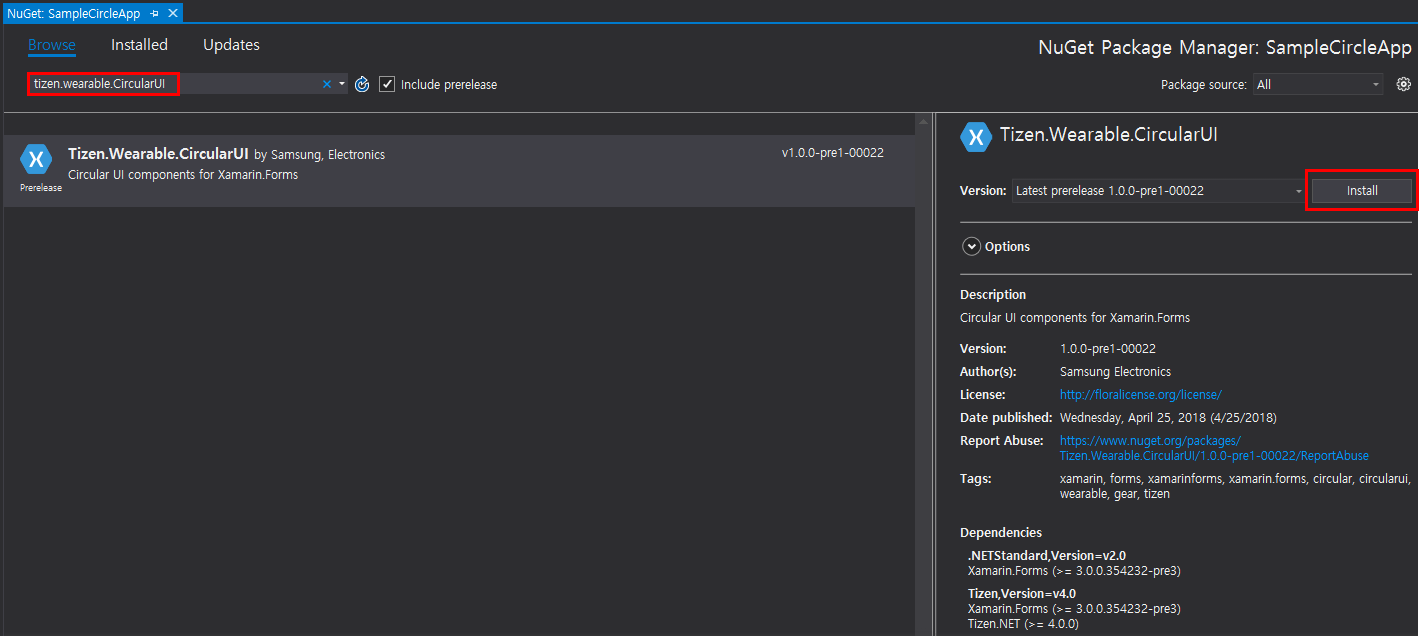 NuGet: SampleCircleApp
Browse Installed Updates
NuGet Package Manager: SampleCircleApp
tizen.wearable.CircularUI
Include prerelease
Package source: All
Tizen.Wearable.CircularUI by Samsung, Electronics
v1.0.0-pre1-00022
Circular UI components for Xamarin.Forms
Prerelease
Tizen.Wearable.CircularUI
Version: Latest prerelease 1.0.0-pre1-00022
Install
Options
Description
Circular UI components for Xamarin.Forms
Version: 1.0.0-pre1-00022
Author(s): Samsung Electronics
License: http://floralicense.org/license/
Date published: Wednesday, April 25, 2018 (4/25/2018)
Report Abuse: https://www.nuget.org/packages/
Tizen.Wearable.CircularUI/1.0.0-pre1-00022/ReportAbuse
Tags: xamarin, forms, xamarinforms, xamarin.forms, circular, circularui,
wearable, gear, tizen
Dependencies
.NETStandard,Version=v2.0
Xamarin.Forms (>= 3.0.0.354232-pre3)
Tizen,Version=v4.0
Xamarin.Forms (>= 3.0.0.354232-pre3)
Tizen.NET (>= 4.0.0)